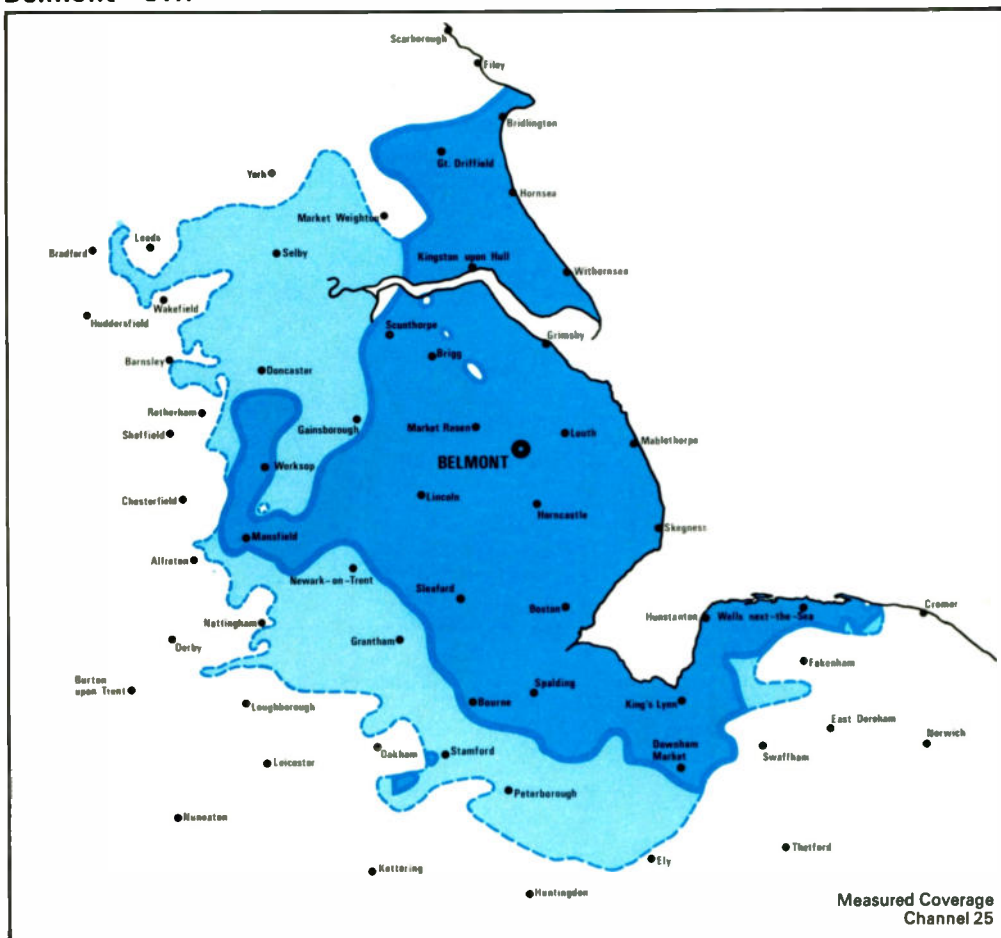 Scarborough
Filey
Bridlington
Gt. Driffield
York
Hornsea
Market Weighton
Leeds
Bradford
Selby
Kingston upon Hull
Withernsea
Wakefield
Huddersfield
Scunthorpe
Grimsby
Brigg
Barnsley
Doncaster
Rotherham
Gainsborough
Market Rasen
Louth
Sheffield
Mablethorpe
BELMONT
Worksop
Chesterfield
Lincoln
Horncastle
Skegness
Mansfield
Alfreton
Newark-on-Trent
Sleaford
Boston
Cromer
Hunstanton
Wells next-the-Sea
Nottingham
Derby
Grantham
Fakenham
Burton
upon Trent
Spalding
Loughborough
Bourne
King's Lynn
East Dereham
Norwich
Oakham
Stamford
Downham
Market
Swaffham
Leicester
Peterborough
Nuneaton
Thetford
Ely
Kettering
Huntingdon
Measured Coverage
Channel 25